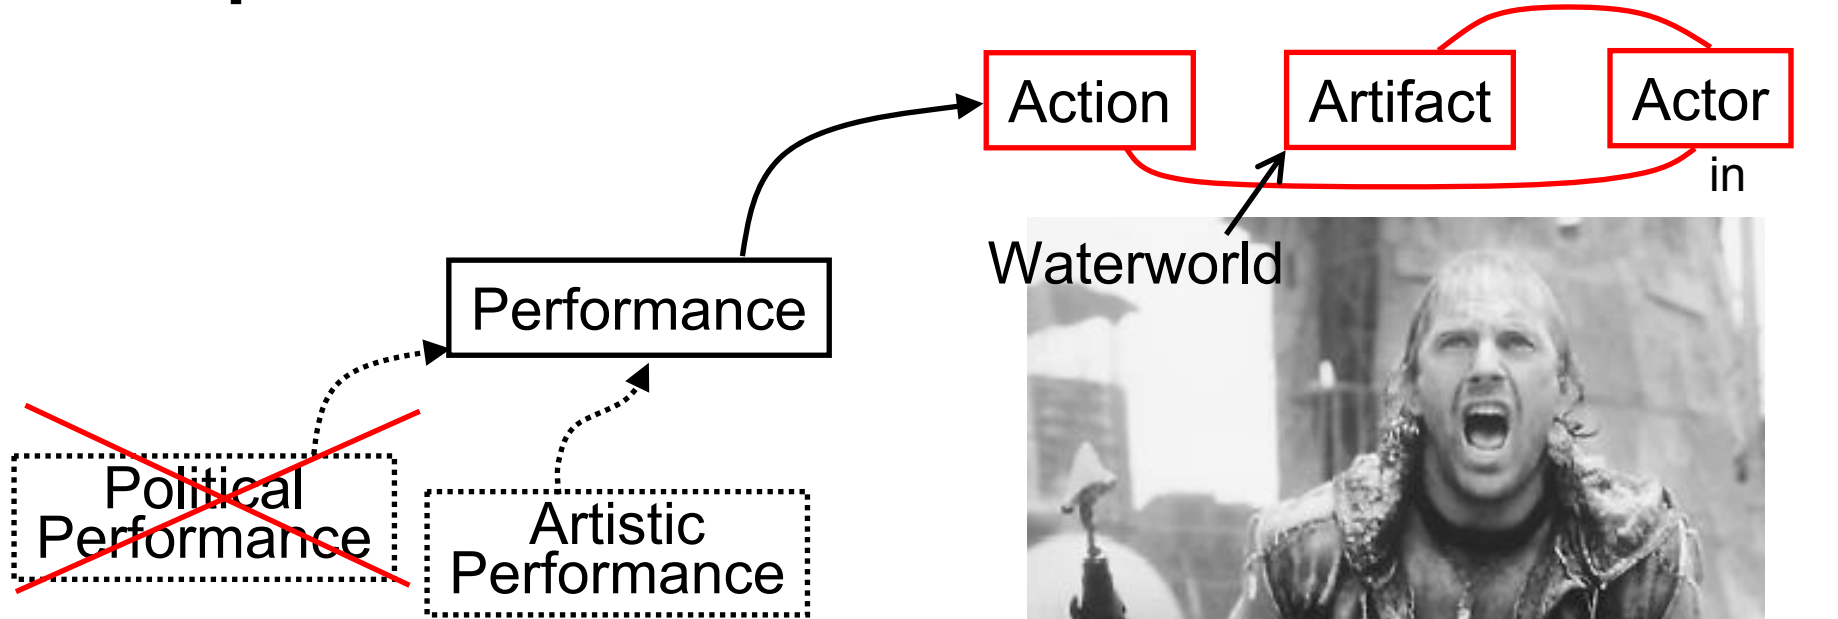 Action
Artifact
Actor
in
Waterworld
Performance
Political
Performance
Artistic
Performance